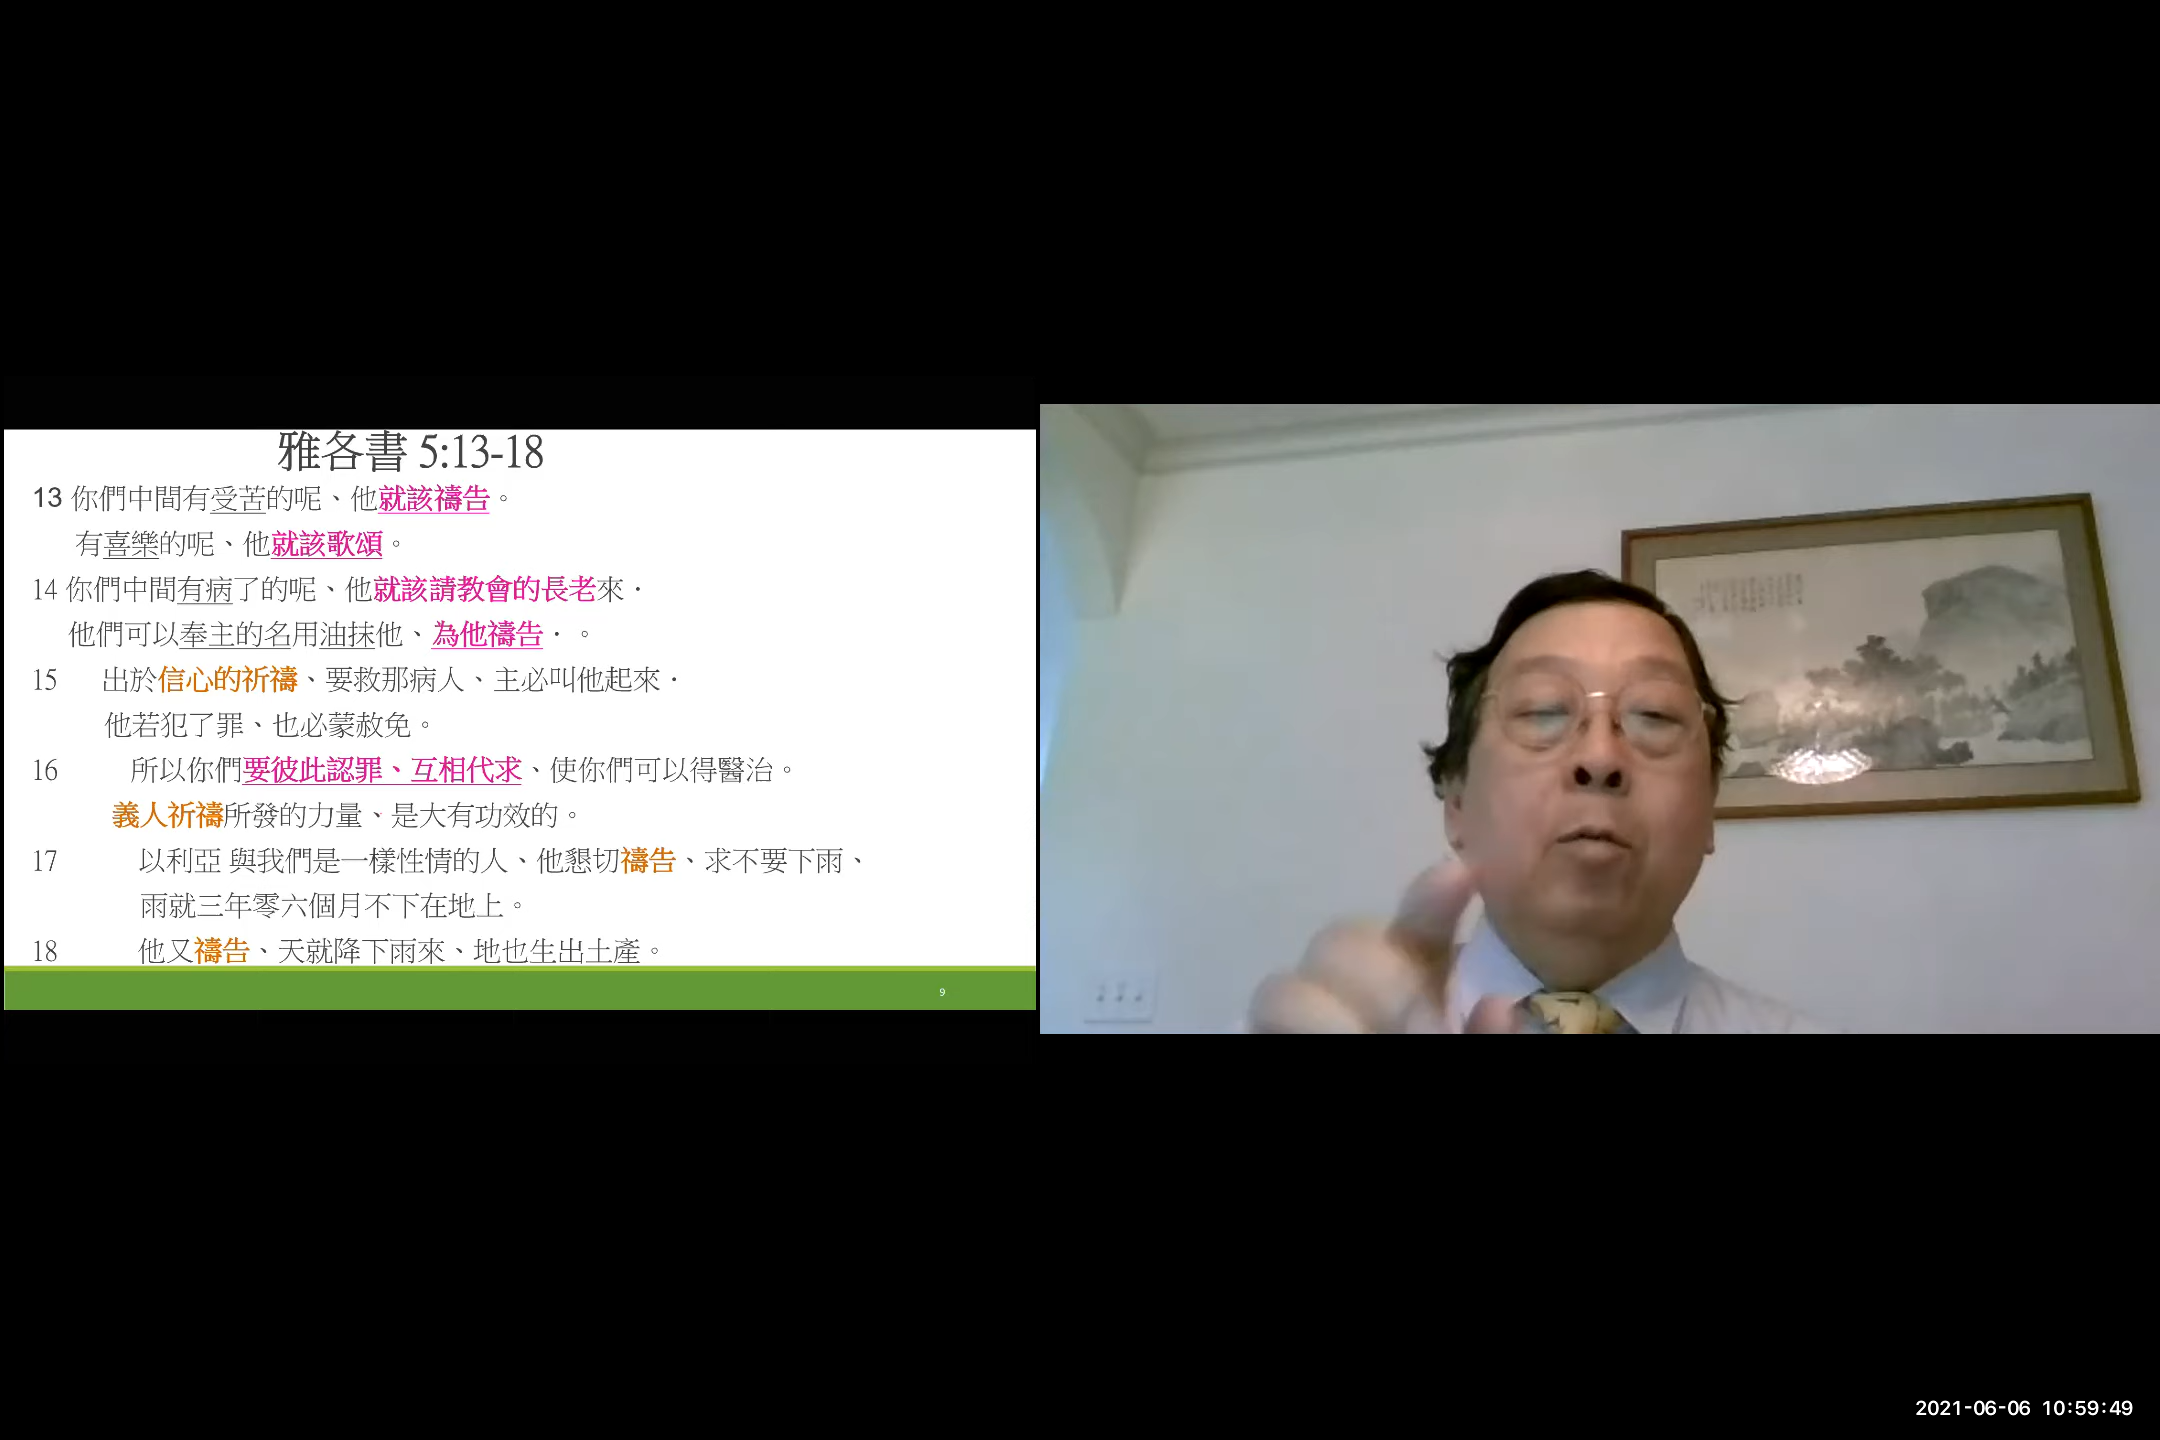 雅各書 5:13-18
13 你們中間有受苦的呢、他就該禱告。
有喜樂的呢、他就該歌頌。
14 你們中間有病了的呢、他就該請教會的長老來．
他們可以奉主的名用油抹他、為他禱告．。
15 出於信心的祈禱、要救那病人、主必叫他起來．
他若犯了罪、也必蒙赦免。
16 所以你們要彼此認罪、互相代求、使你們可以得醫治。
義人祈禱所發的力量、是大有功效的。
17 以利亞 與我們是一樣性情的人、他懇切禱告、求不要下雨、
雨就三年零六個月不下在地上。
18 他又禱告、天就降下雨來、地也生出土產。
9
2021-06-06 10:59:49